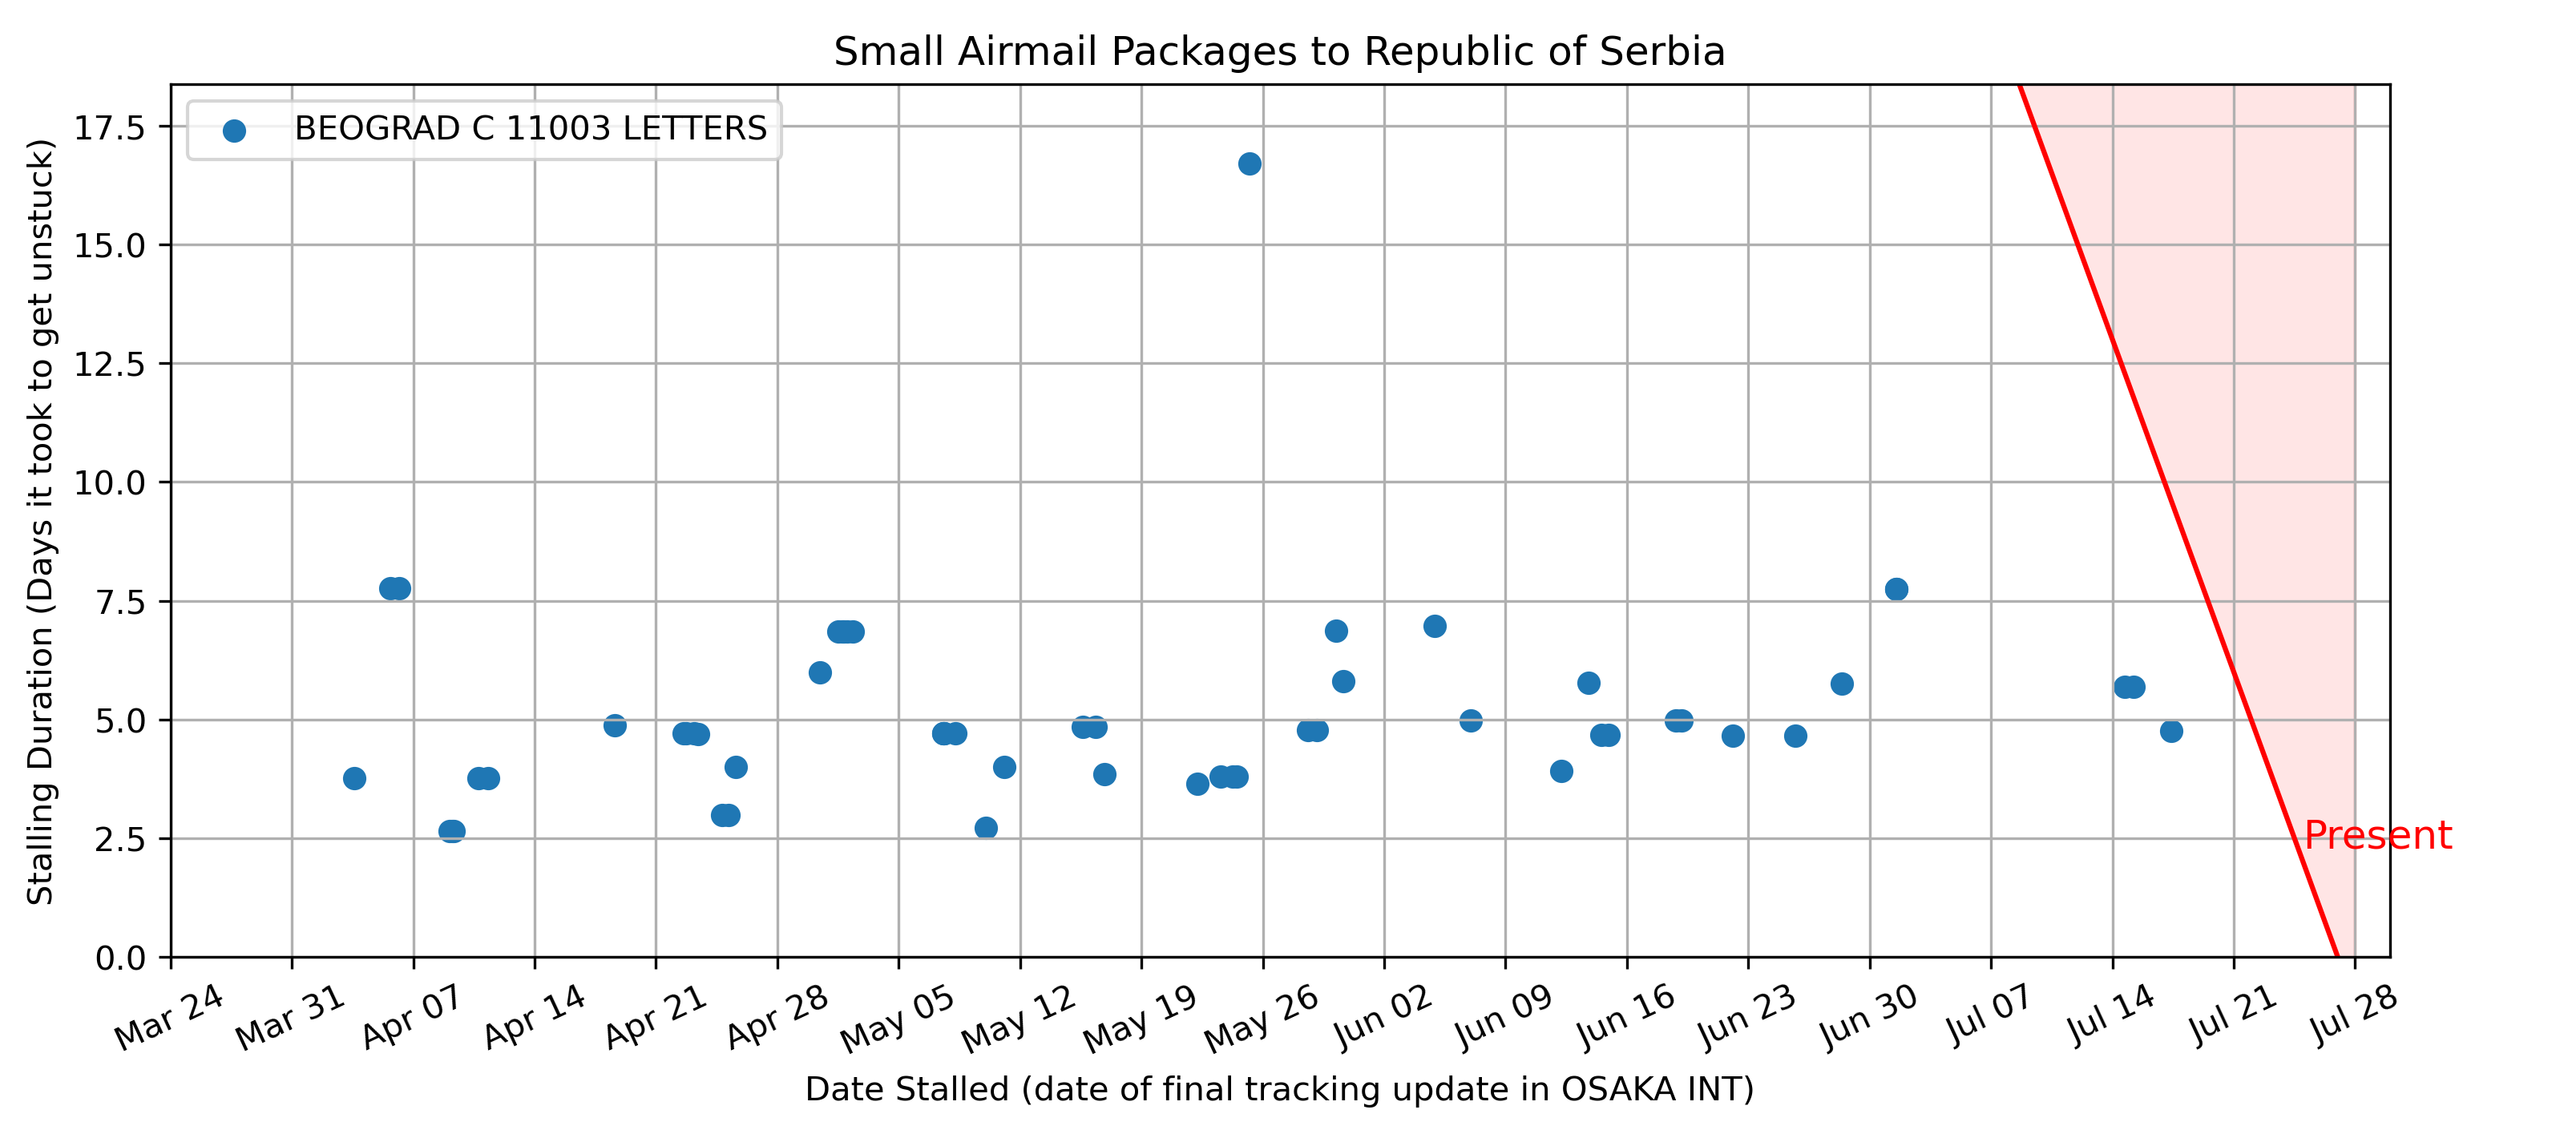 Small Airmail Packages to Republic of Serbia
BEOGRAD C 11003 LETTERS
Stalling Duration (Days it took to get unstuck)
17.5
15.0
12.5
10.0
7.5
5.0
2.5
0.0
Present
Mar 24
Mar 31
Apr 07
Apr 14
Apr 21
Apr 28
May 05
May 12
May 19
May 26
Jun 02
Jun 09
Jun 16
Jun 23
Jun 30
Jul 07
Jul 14
Jul 21
Jul 28
Date Stalled (date of final tracking update in OSAKA INT)